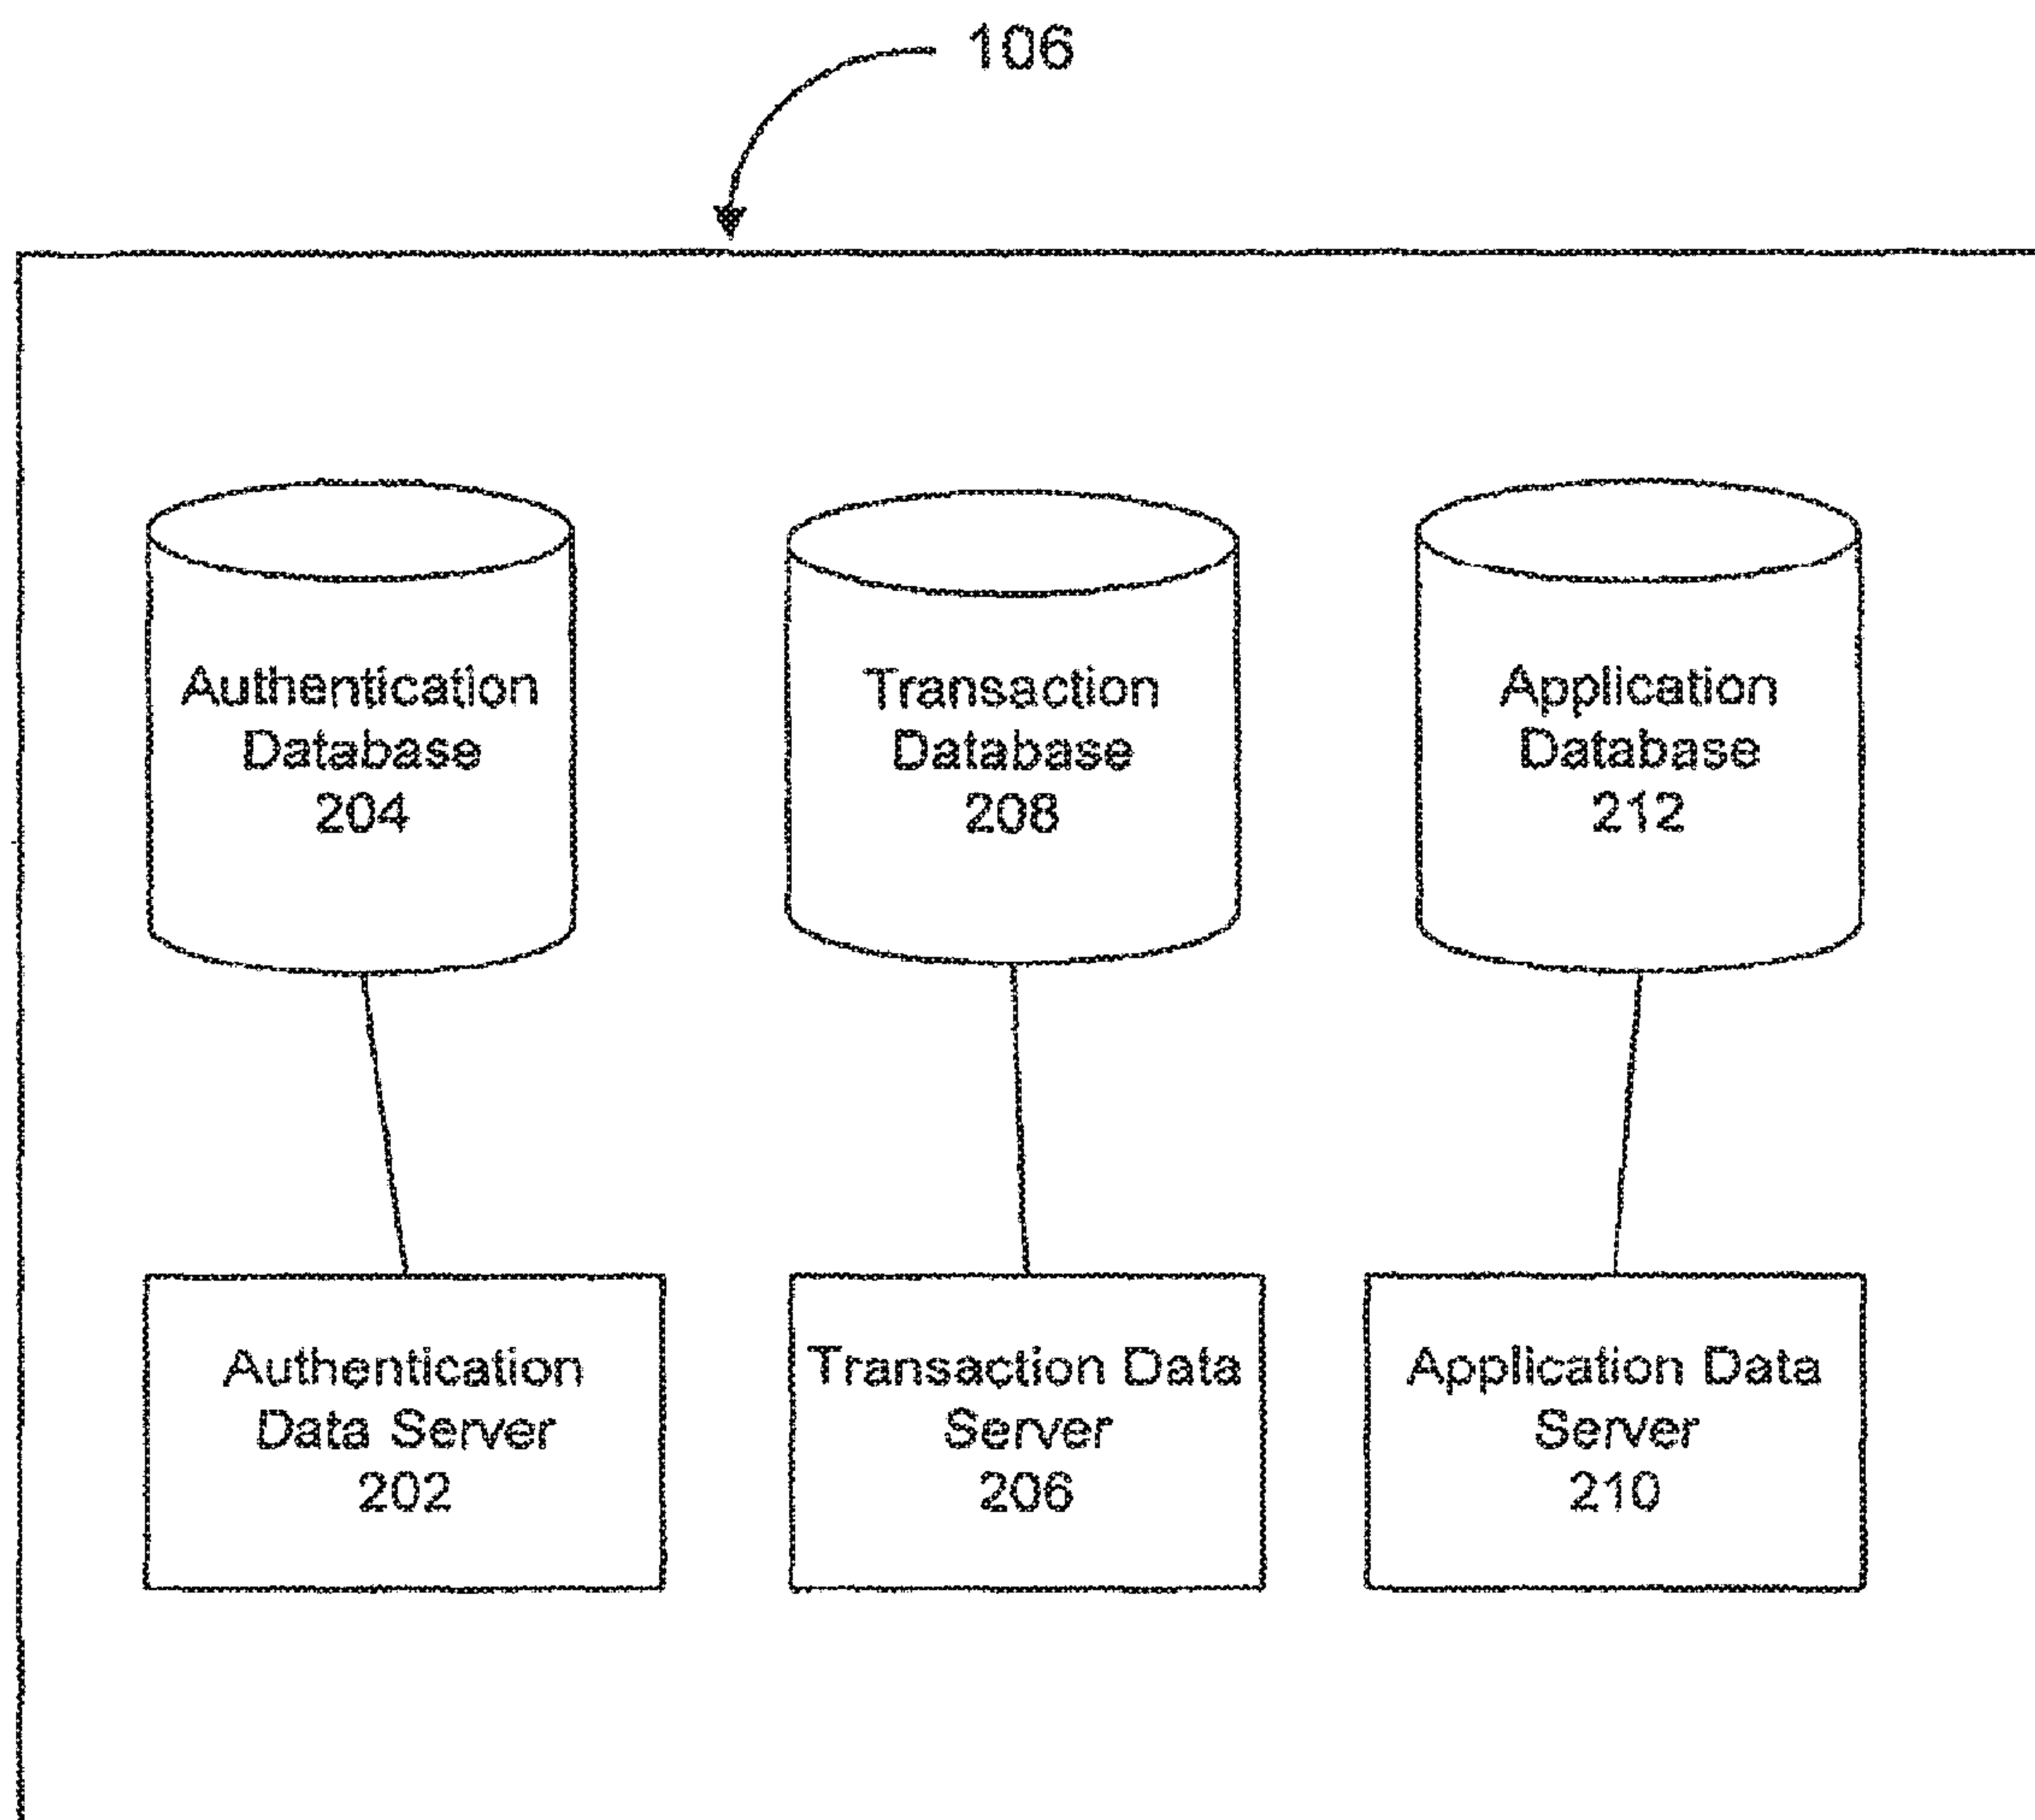 106
Authentication
Database
204
Transaction
Database
208
Application
Database
212
Authentication
Data Server
202
Transaction Data
Server
206
Application Data
Server
210